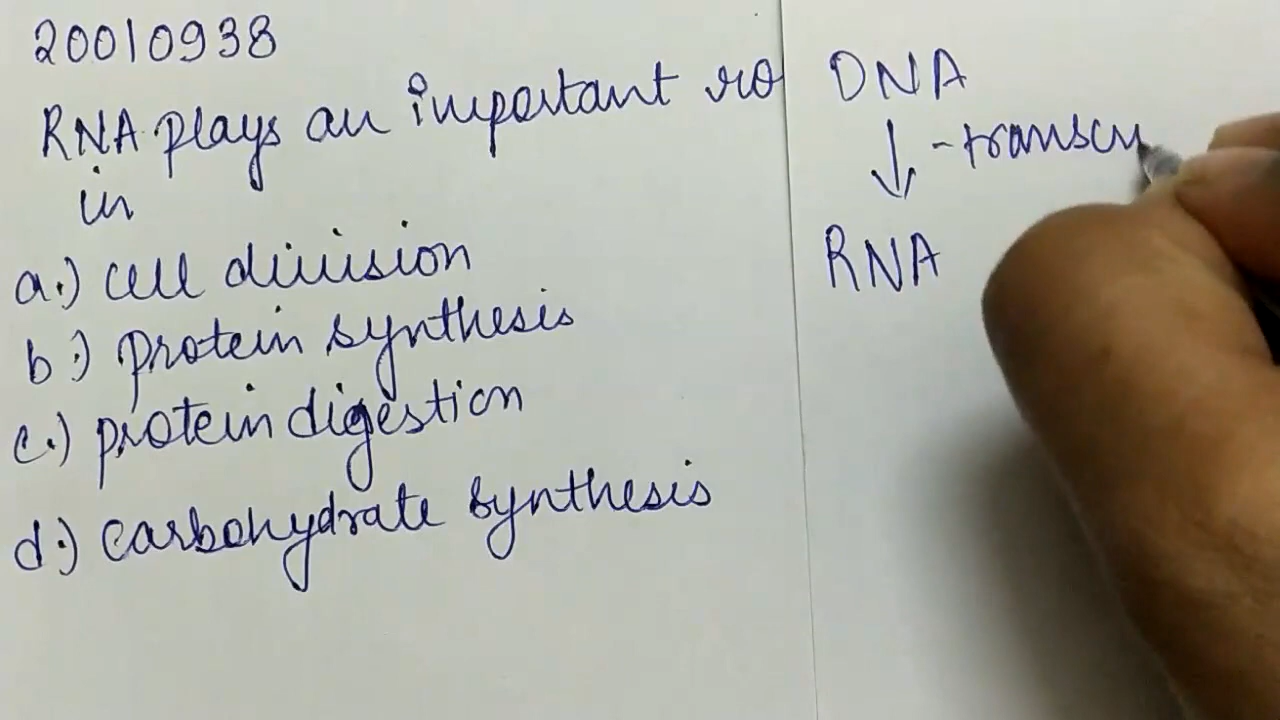 20010938
RNA plays an important ro
in
a.) cell division
b.) protein synthesis
c.) protein digestion
d.) carbohydrate synthesis
DNA
↓ - transcri
RNA